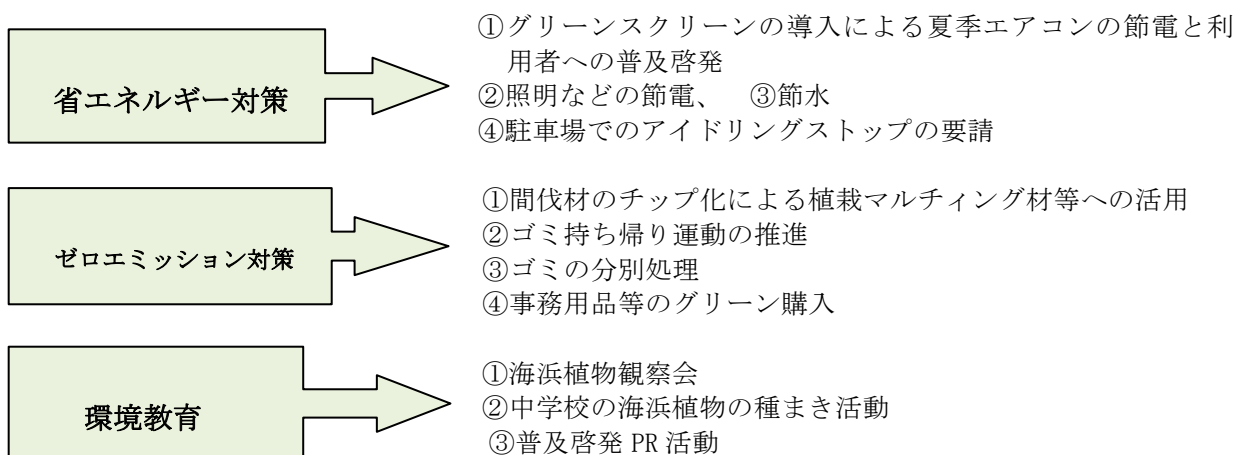 省エネルギー対策
①グリーンスクリーンの導入による夏季エアコンの節電と利
用者への普及啓発
②照明などの節電、　③節水
④駐車場でのアイドリングストップの要請
ゼロエミッション対策
①間伐材のチップ化による植栽マルティング材等への活用
②ゴミ持ち帰り運動の推進
③ゴミの分別処理
④事務用品等のグリーン購入
環境教育
①海浜植物観察会
②中学校の海浜植物の種まき活動
③普及啓発 PR 活動